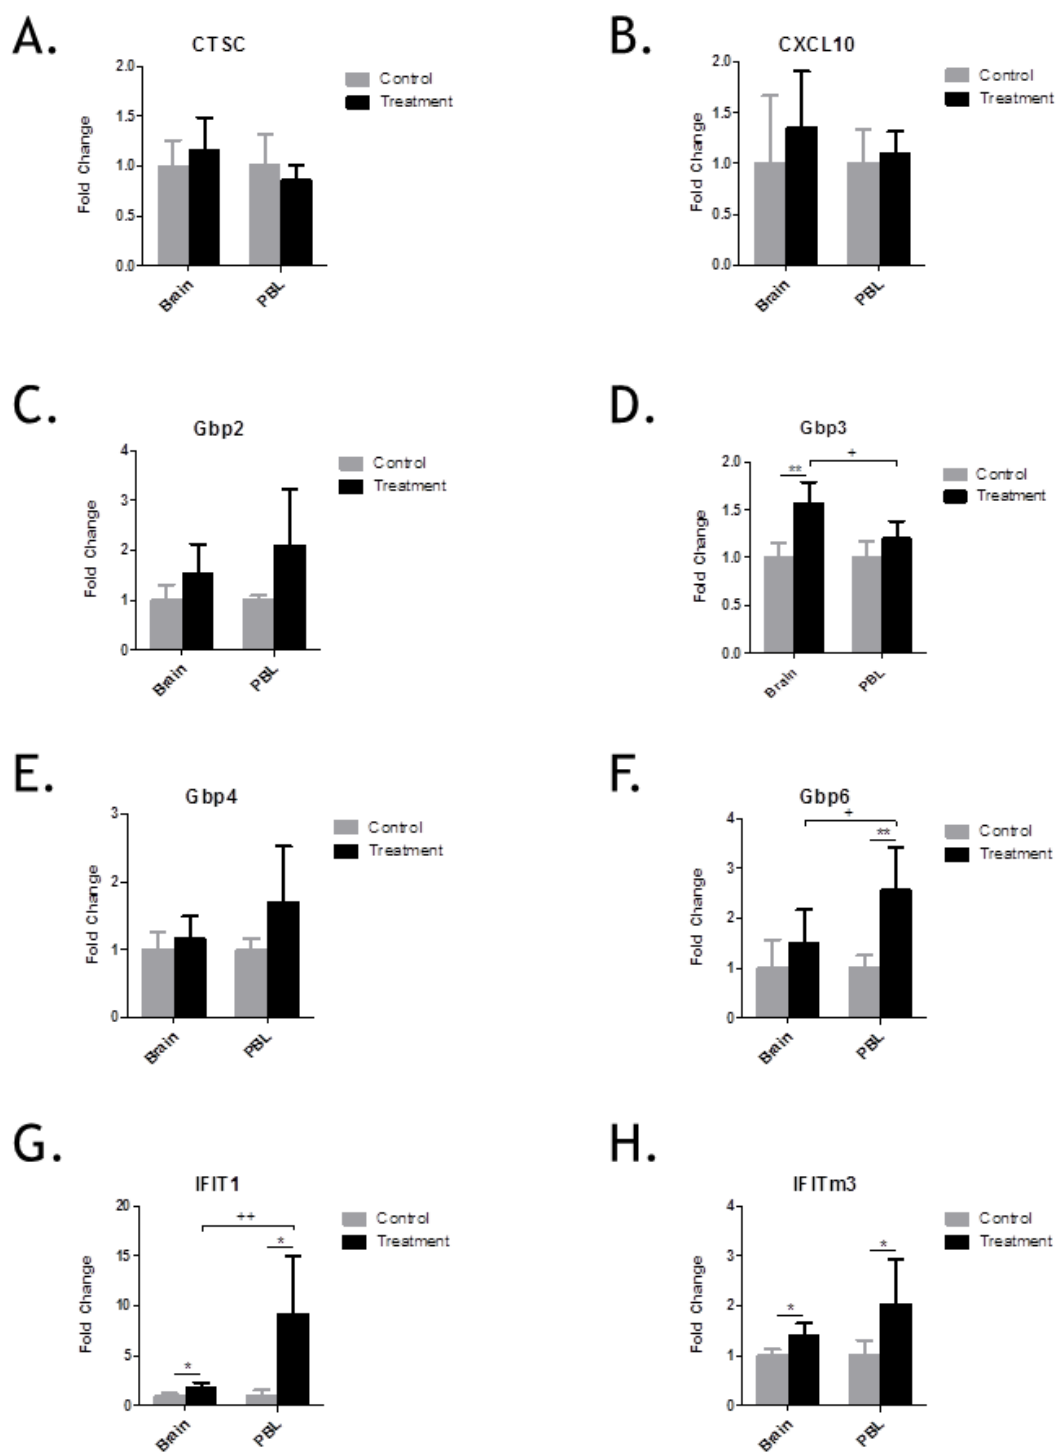 A.
CTSC
Fold Change
2.0
1.5
1.0
0.5
0.0
Brain
PBL
Control
Treatment
B.
CXCL10
Fold Change
2.0
1.5
1.0
0.5
0.0
Brain
PBL
Control
Treatment
C.
Gbp2
Fold Change
4
3
2
1
0
Brain
PBL
Control
Treatment
D.
Gbp3
Fold Change
2.0
1.5
1.0
0.5
0.0
**
+
Brain
PBL
Control
Treatment
E.
Gbp4
Fold Change
3
2
1
0
Brain
PBL
Control
Treatment
F.
Gbp6
Fold Change
4
3
2
1
0
+
**
Brain
PBL
Control
Treatment
G.
IFIT1
Fold Change
20
15
10
5
0
++
*
*
Brain
PBL
Control
Treatment
H.
IFITm3
Fold Change
4
3
2
1
0
*
*
Brain
PBL
Control
Treatment